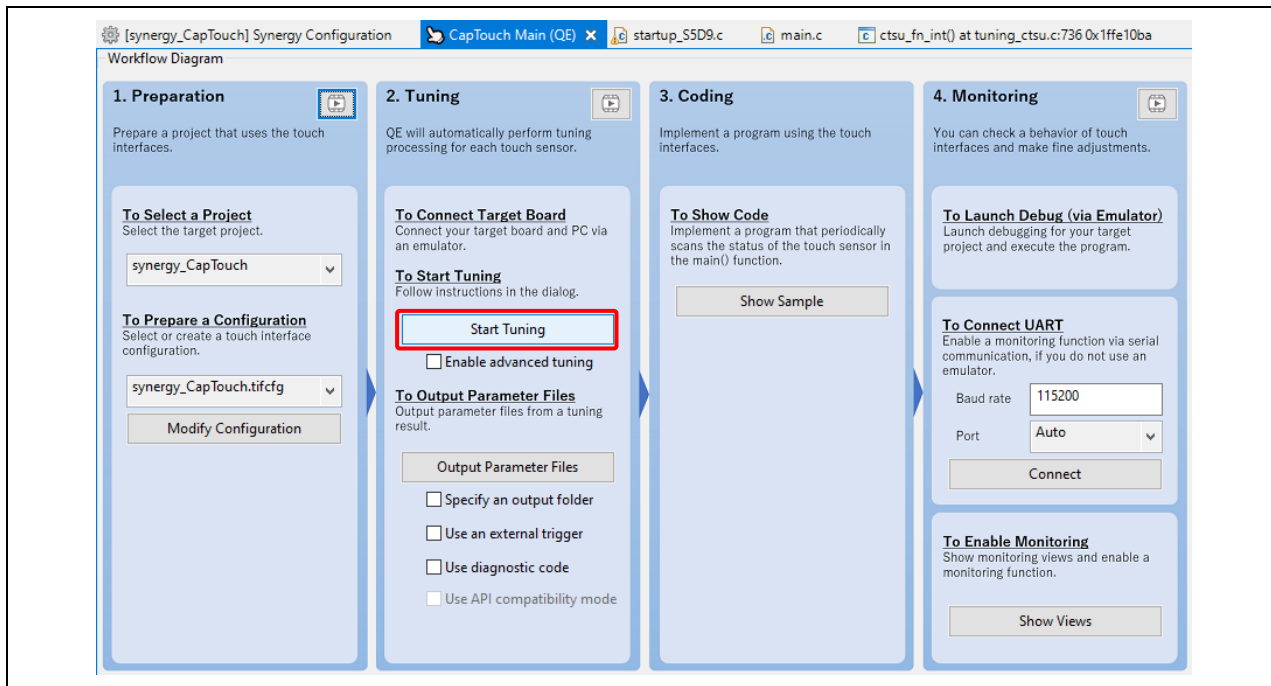 [synergy_CapTouch] Synergy Configuration
CapTouch Main (QE)
startup_S5D9.c
main.c
ctsu_fn_int() at tuning_ctsu.c:736 0x1ffe10ba
Workflow Diagram
1. Preparation
Prepare a project that uses the touch
interfaces.
To Select a Project
Select the target project.
synergy_CapTouch
To Prepare a Configuration
Select or create a touch interface
configuration.
synergy_CapTouch.tifcfg
Modify Configuration
2. Tuning
QE will automatically perform tuning
processing for each touch sensor.
To Connect Target Board
Connect your target board and PC via
an emulator.
To Start Tuning
Follow instructions in the dialog.
Start Tuning
Enable advanced tuning
To Output Parameter Files
Output parameter files from a tuning
result.
Output Parameter Files
Specify an output folder
Use an external trigger
Use diagnostic code
Use API compatibility mode
3. Coding
Implement a program using the touch
interfaces.
To Show Code
Implement a program that periodically
scans the status of the touch sensor in
the main() function.
Show Sample
4. Monitoring
You can check a behavior of touch
interfaces and make fine adjustments.
To Launch Debug (via Emulator)
Launch debugging for your target
project and execute the program.
To Connect UART
Enable a monitoring function via serial
communication, if you do not use an
emulator.
Baud rate 115200
Port Auto
Connect
To Enable Monitoring
Show monitoring views and enable a
monitoring function.
Show Views